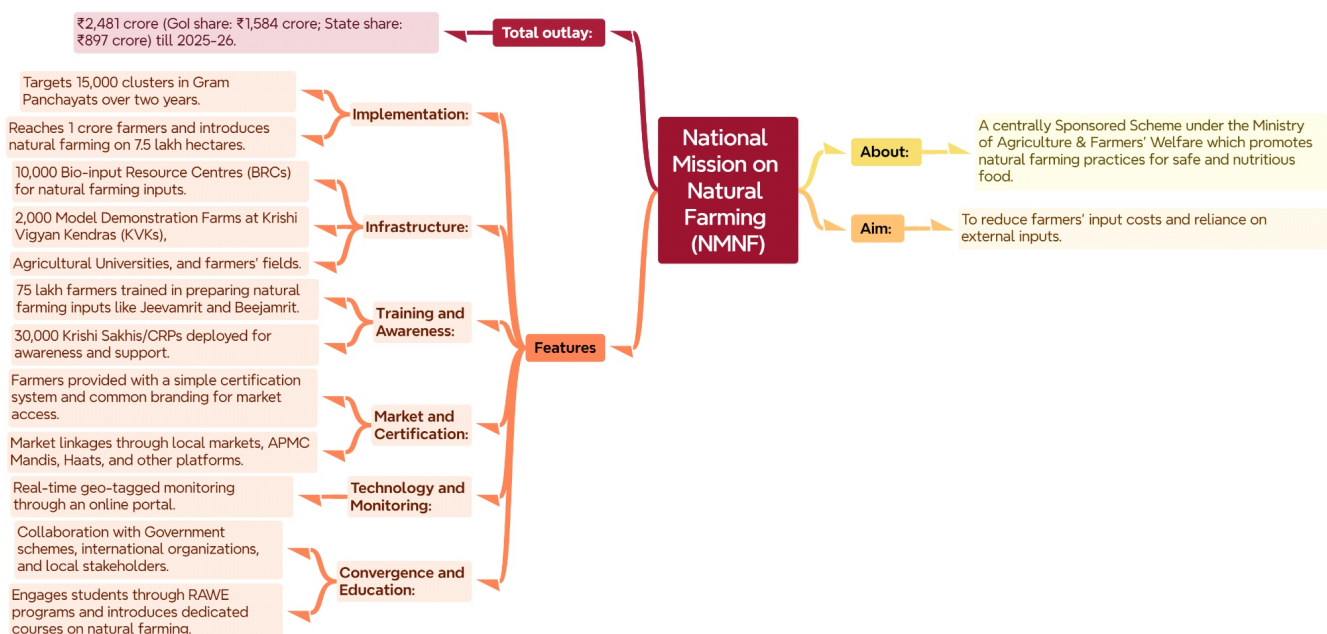 National
Mission on
Natural
Farming
(NMNF)
About:
A centrally Sponsored Scheme under the Ministry
of Agriculture & Farmers' Welfare which promotes
natural farming practices for safe and nutritious
food.
Aim:
To reduce farmers' input costs and reliance on
external inputs.
Total outlay:
₹2,481 crore (GoI share: ₹1,584 crore; State share:
₹897 crore) till 2025-26.
Features
Implementation:
Targets 15,000 clusters in Gram
Panchayats over two years.
Reaches 1 crore farmers and introduces
natural farming on 7.5 lakh hectares.
Infrastructure:
10,000 Bio-input Resource Centres (BRCs)
for natural farming inputs.
2,000 Model Demonstration Farms at Krishi
Vigyan Kendras (KVKs),
Agricultural Universities, and farmers' fields.
Training and
Awareness:
75 lakh farmers trained in preparing natural
farming inputs like Jeevamrit and Beejamrit.
30,000 Krishi Sakhis/CRPs deployed for
awareness and support.
Market and
Certification:
Farmers provided with a simple certification
system and common branding for market
access.
Market linkages through local markets, APMC
Mandis, Haats, and other platforms.
Technology and
Monitoring:
Real-time geo-tagged monitoring
through an online portal.
Convergence and
Education:
Collaboration with Government
schemes, international organizations,
and local stakeholders.
Engages students through RAWE
programs and introduces dedicated
courses on natural farming.